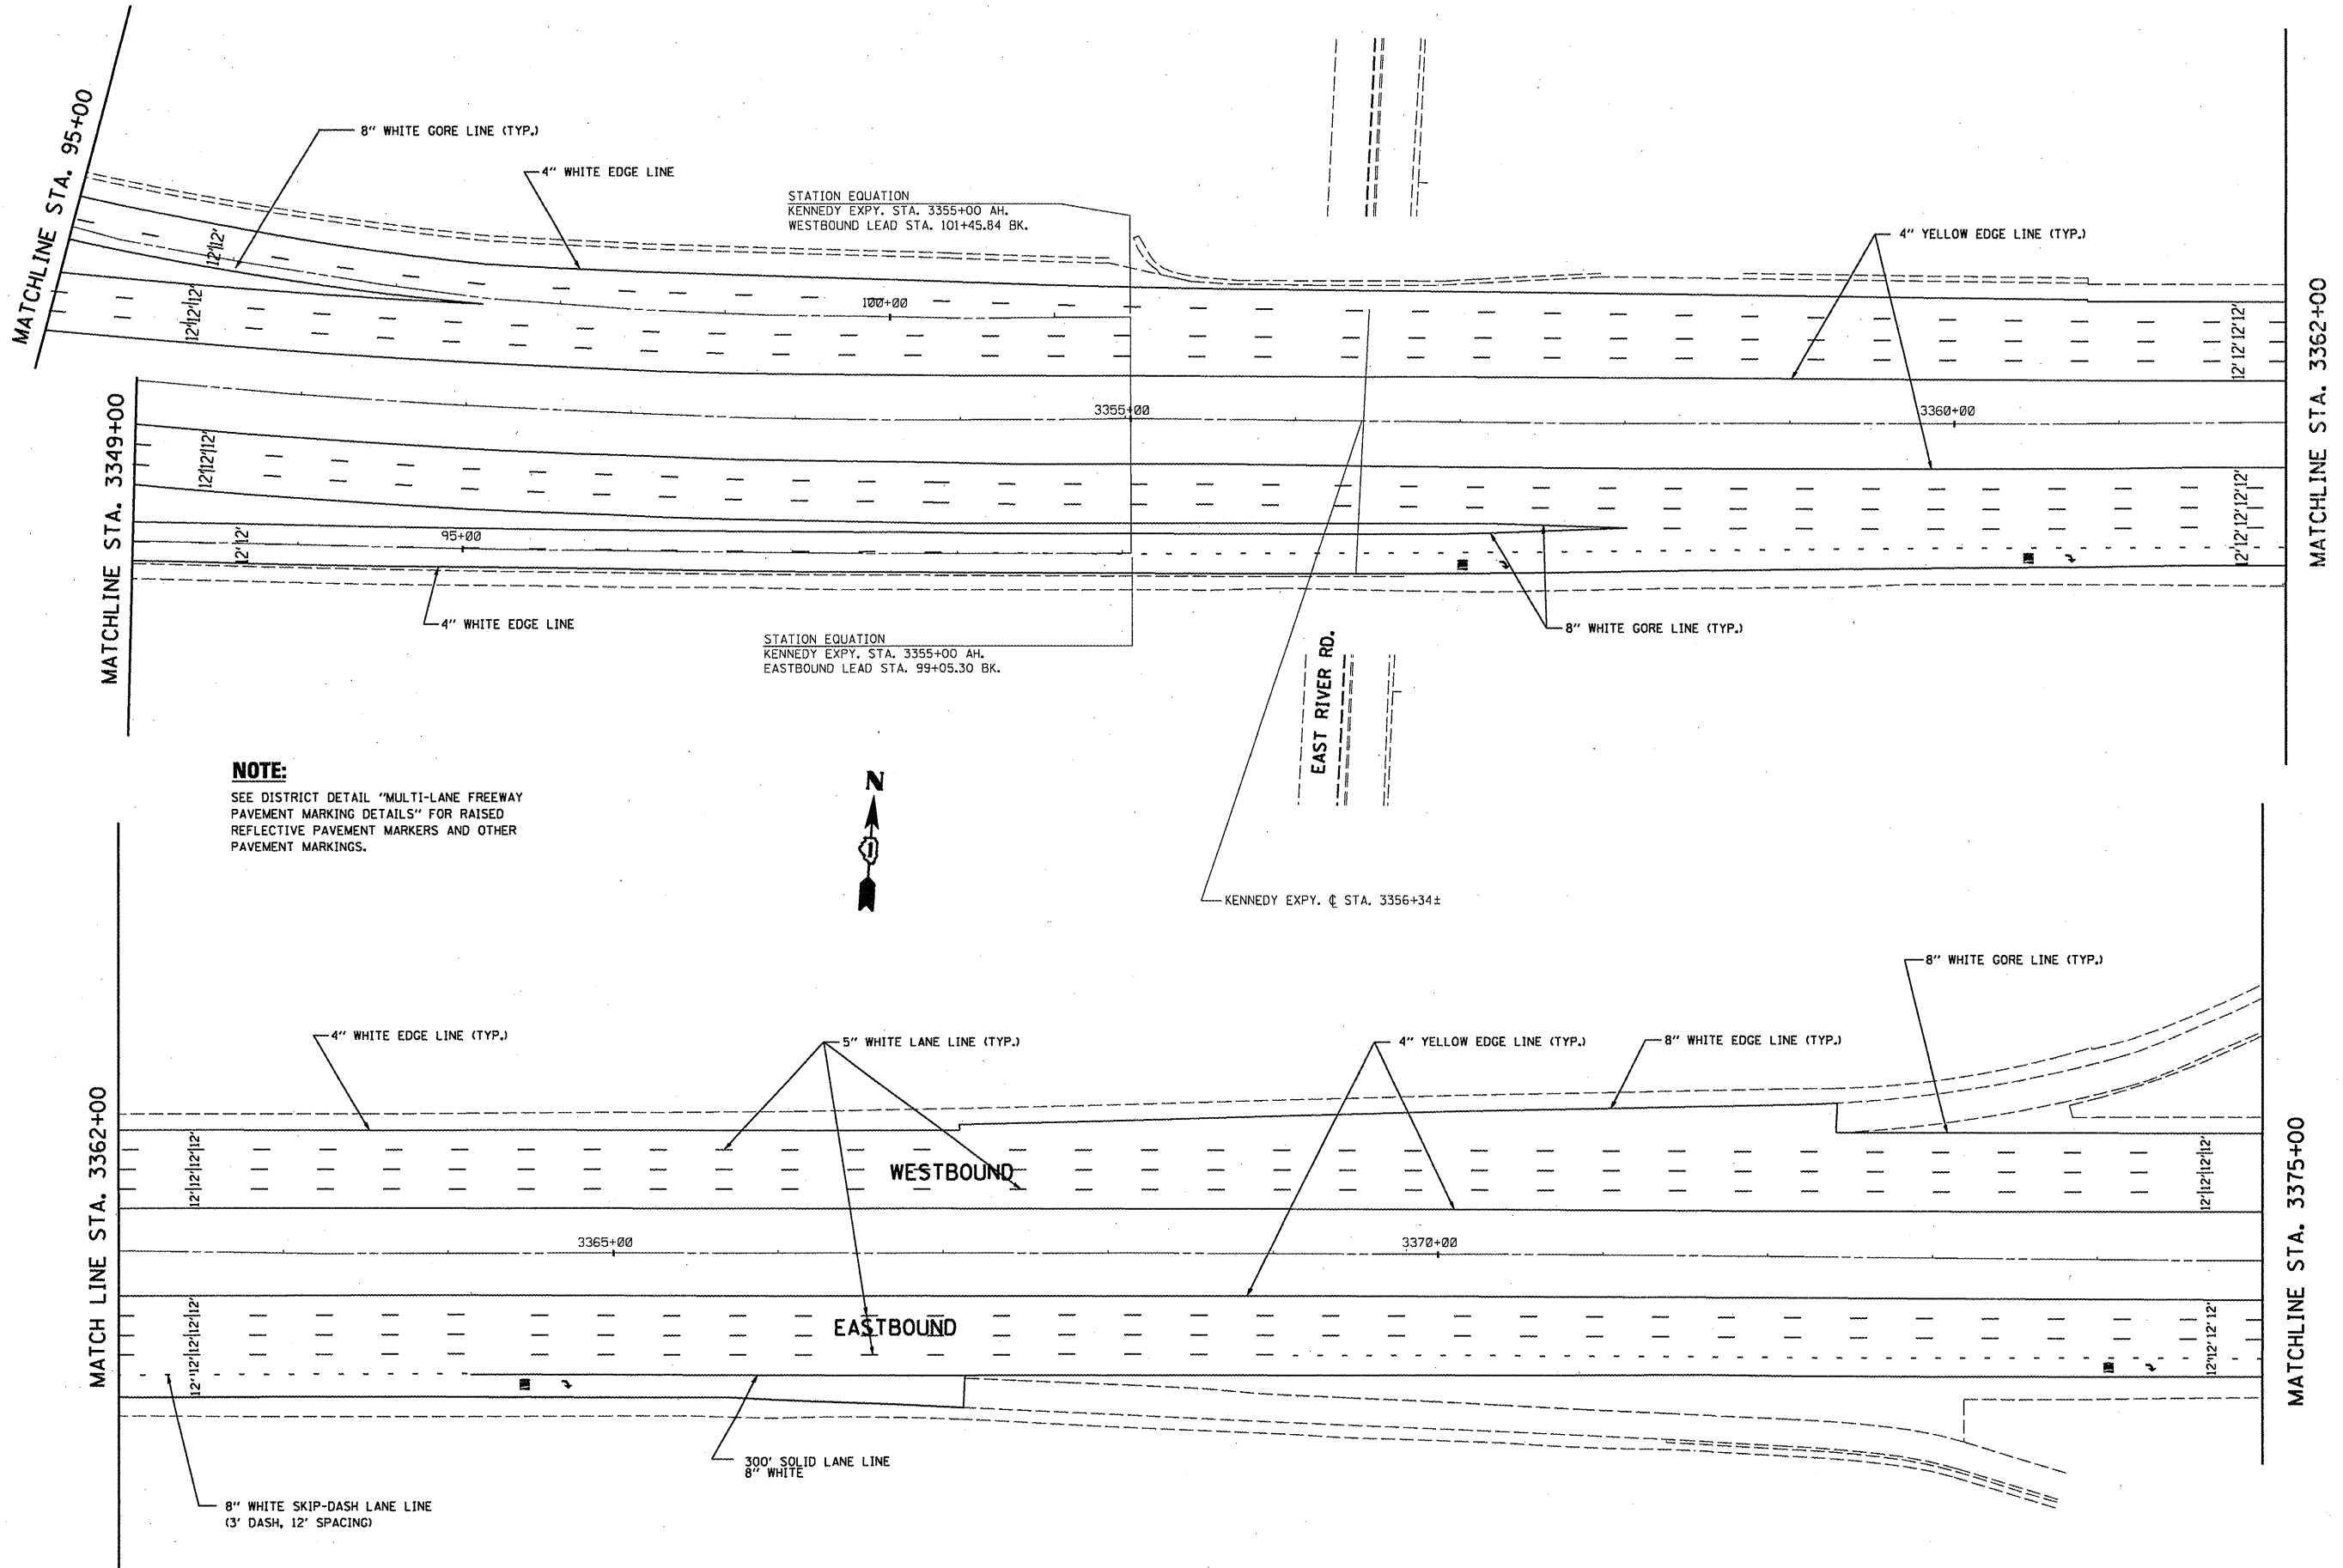 MATCHLINE STA. 95+00
8" WHITE GORE LINE (TYP.)
4" WHITE EDGE LINE
STATION EQUATION
KENNEDY EXPY. STA. 3355+00 AH.
WESTBOUND LEAD STA. 101+45.84 BK.
4" YELLOW EDGE LINE (TYP.)
12'12'
12'12'12'
100+00
12'12'12'12'
MATCHLINE STA. 3362+00
MATCHLINE STA. 3349+00
3355+00
3360+00
12'12'12'
12'12'
95+00
12'12'12'12'12'
4" WHITE EDGE LINE
STATION EQUATION
KENNEDY EXPY. STA. 3355+00 AH.
EASTBOUND LEAD STA. 99+05.30 BK.
8" WHITE GORE LINE (TYP.)
EAST RIVER RD.
NOTE:
SEE DISTRICT DETAIL "MULTI-LANE FREEWAY
PAVEMENT MARKING DETAILS" FOR RAISED
REFLECTIVE PAVEMENT MARKERS AND OTHER
PAVEMENT MARKINGS.
N
KENNEDY EXPY. ℄ STA. 3356+34±
8" WHITE GORE LINE (TYP.)
4" WHITE EDGE LINE (TYP.)
5" WHITE LANE LINE (TYP.)
4" YELLOW EDGE LINE (TYP.)
8" WHITE EDGE LINE (TYP.)
MATCH LINE STA. 3362+00
12'12'12'12'
WESTBOUND
12'12'12'12'
MATCHLINE STA. 3375+00
3365+00
3370+00
12'12'12'12'12'
EASTBOUND
12'12'12'12'
300' SOLID LANE LINE
8" WHITE
8" WHITE SKIP-DASH LANE LINE
(3' DASH, 12' SPACING)